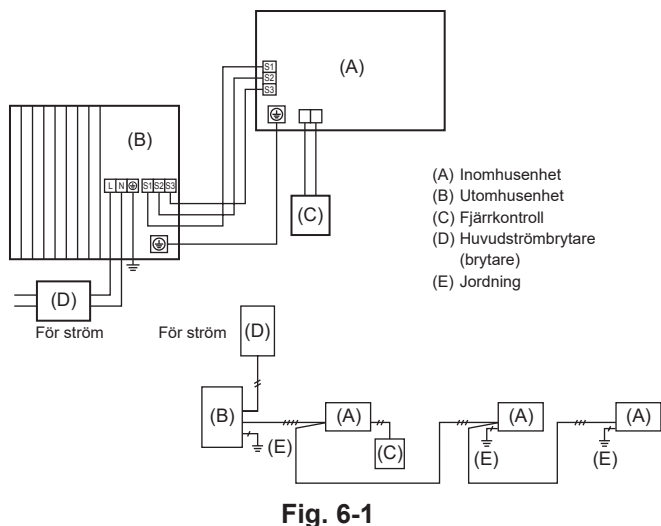 (A)
S1
S2
S3
(B)
L N S1 S2 S3
(C)
(D)
För ström
(A) Inomhusenhet
(B) Utomhusenhet
(C) Fjärrkontroll
(D) Huvudströmbrytare
(brytare)
(E) Jordning
För ström
(D)
(B)
(E)
(A)
(C)
(A)
(E)
(A)
(E)
Fig. 6-1